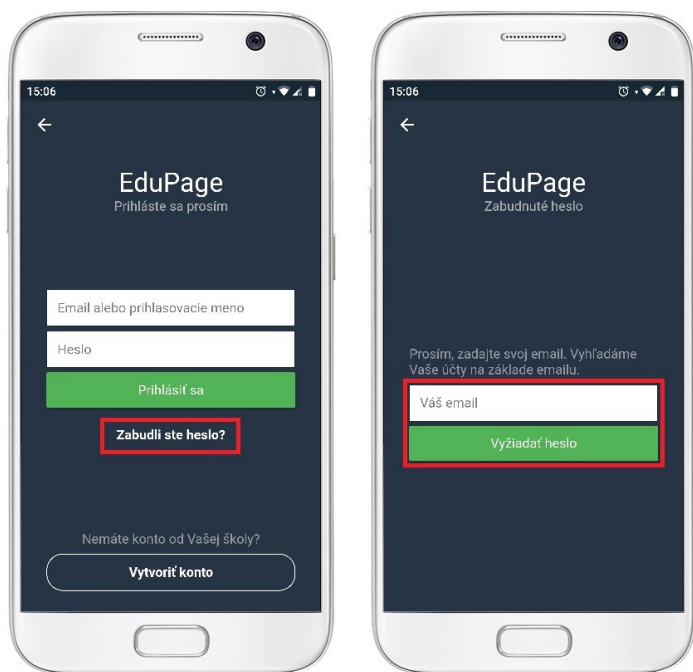 15:06
EduPage
Prihláste sa prosím
Email alebo prihlasovacie meno
Heslo
Prihlásiť sa
Zabudli ste heslo?
Nemáte konto od Vašej školy?
Vytvoriť konto
15:06
EduPage
Zabudnuté heslo
Prosím, zadajte svoj email. Vyhľadáme
Vaše účty na základe emailu.
Váš email
Vyžiadať heslo